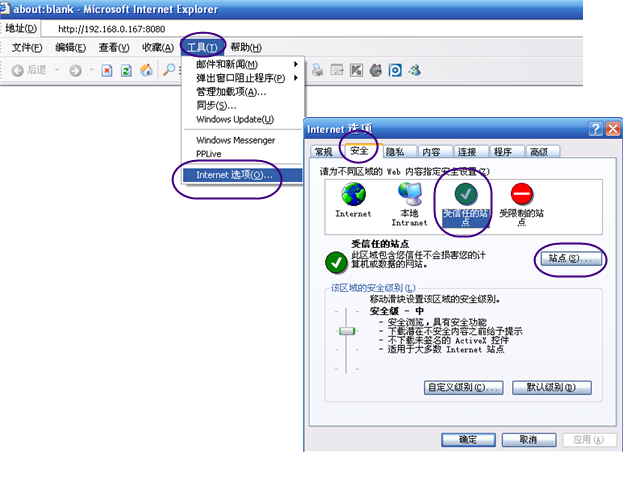 about:blank - Microsoft Internet Explorer
地址(D) http://192.168.0.167:8080
文件(F) 编辑(E) 查看(V) 收藏(A) 工具(T) 帮助(H)
后退
邮件和新闻(M)
弹出窗口阻止程序(P)
管理加载项(A)...
同步(S)...
Windows Update(U)
Windows Messenger
PPLive
Internet 选项(O)...
Internet 选项
常规 安全 隐私 内容 连接 程序 高级
请为不同区域的 Web 内容指定安全设置(Z)
Internet 本地 Intranet 受信任的站点 受限制的站点
受信任的站点
此区域包含您信任不会损害您的计
算机或数据的网站。
站点(S)...
该区域的安全级别(L)
移动滑块设置该区域的安全级别。
安全级 - 中
- 安全浏览,具有安全功能
- 下载潜在不安全内容之前给予提示
- 不下载未签名的 ActiveX 控件
- 适用于大多数 Internet 站点
自定义级别(C)... 默认级别(D)
确定 取消 应用(A)